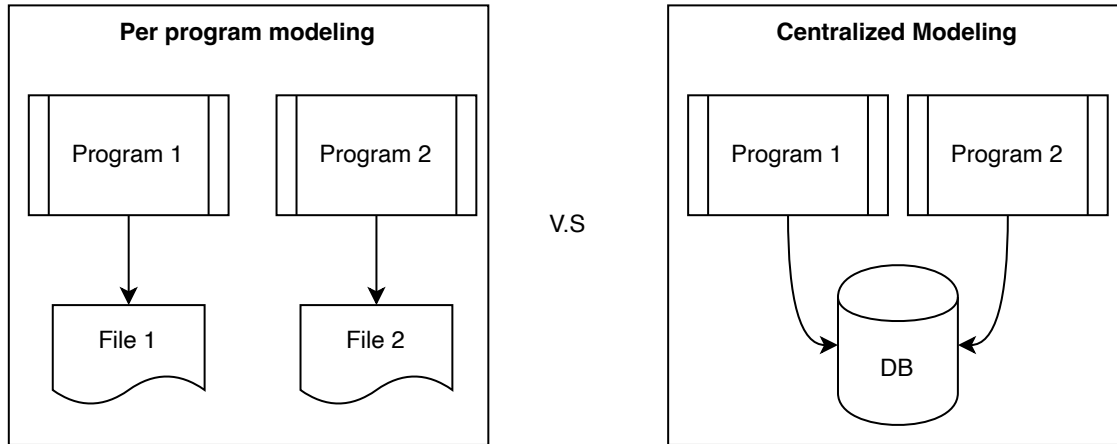 Per program modeling
Program 1
Program 2
File 1
File 2
V.S
Centralized Modeling
Program 1
Program 2
DB